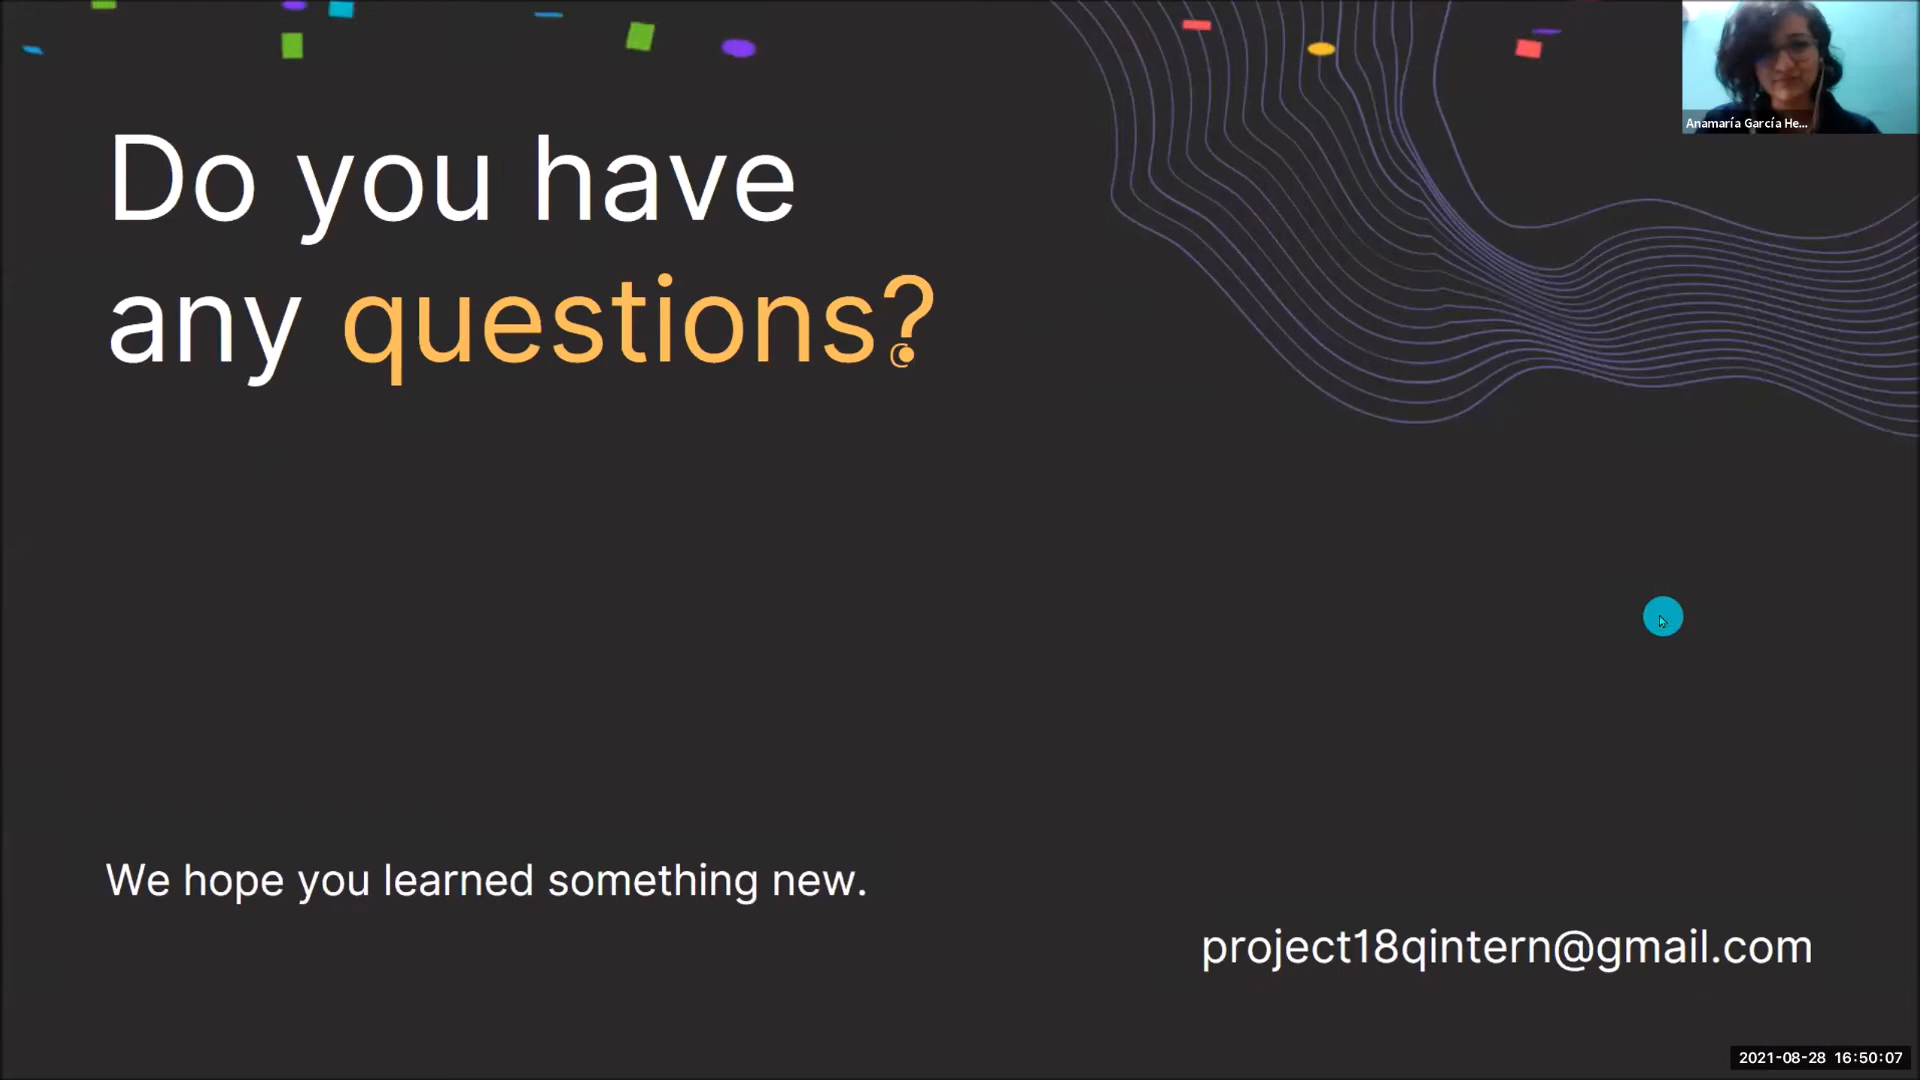 Anamaría García He...
Do you have
any questions?
We hope you learned something new.
project18qintern@gmail.com
2021-08-28 16:50:07